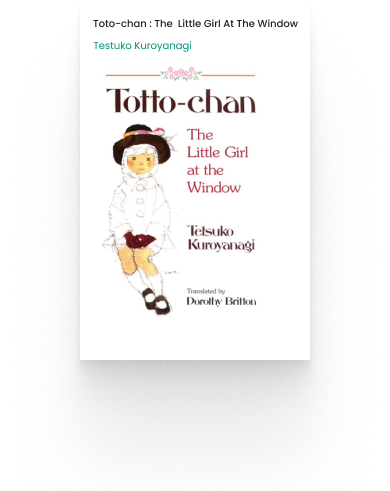 Toto-chan : The Little Girl At The Window
Testuko Kuroyanagi
Totto-chan
The
Little Girl
at the
Window
Tetsuko
Kuroyanagi
Translated by
Dorothy Britton